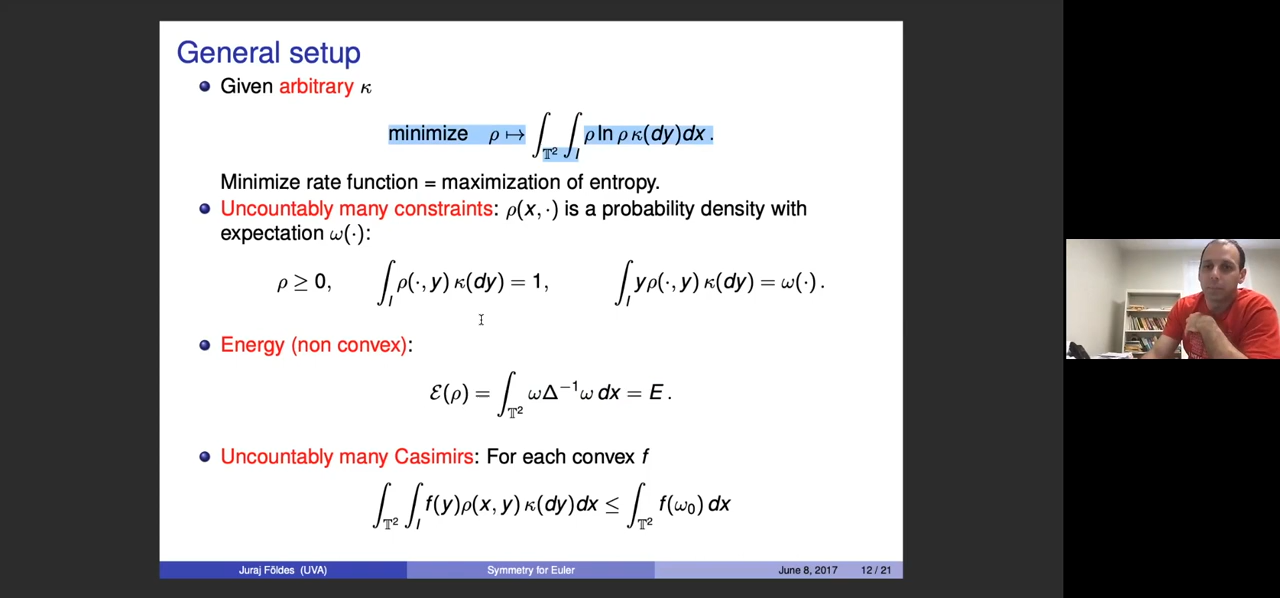 General setup
Given arbitrary κ
minimize ρ ↦ ∫_{𝕋²} ∫_I ρ ln ρ κ(dy)dx .
Minimize rate function = maximization of entropy.
Uncountably many constraints: ρ(x, ·) is a probability density with
expectation ω(·):
ρ ≥ 0, ∫_I ρ(·, y) κ(dy) = 1, ∫_I yρ(·, y) κ(dy) = ω(·) .
Energy (non convex):
ℰ(ρ) = ∫_{𝕋²} ωΔ⁻¹ω dx = E .
Uncountably many Casimirs: For each convex f
∫_{𝕋²} ∫_I f(y)ρ(x, y) κ(dy)dx ≤ ∫_{𝕋²} f(ω₀) dx
Juraj Földes (UVA) Symmetry for Euler June 8, 2017 12 / 21